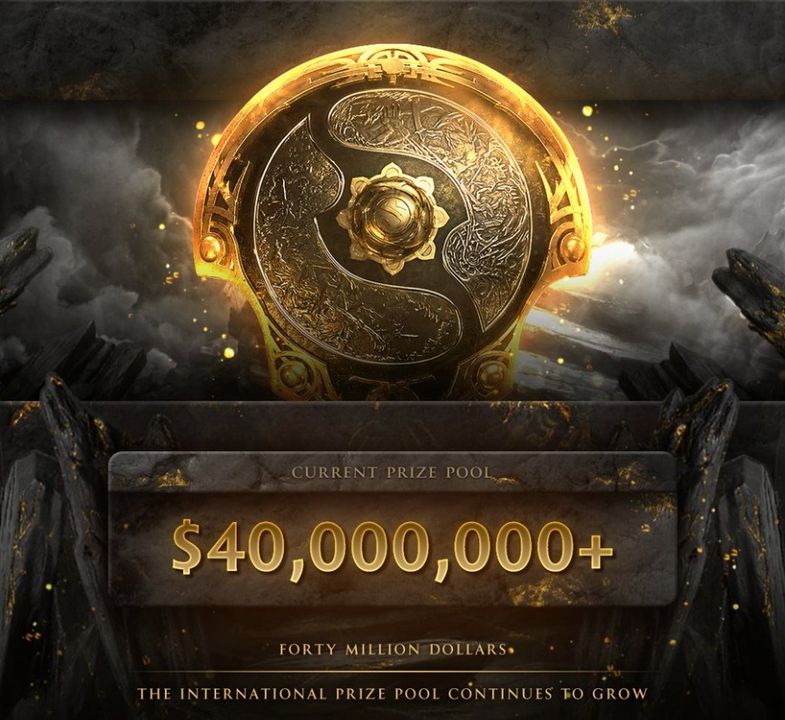 CURRENT PRIZE POOL
$40,000,000+
FORTY MILLION DOLLARS
THE INTERNATIONAL PRIZE POOL CONTINUES TO GROW